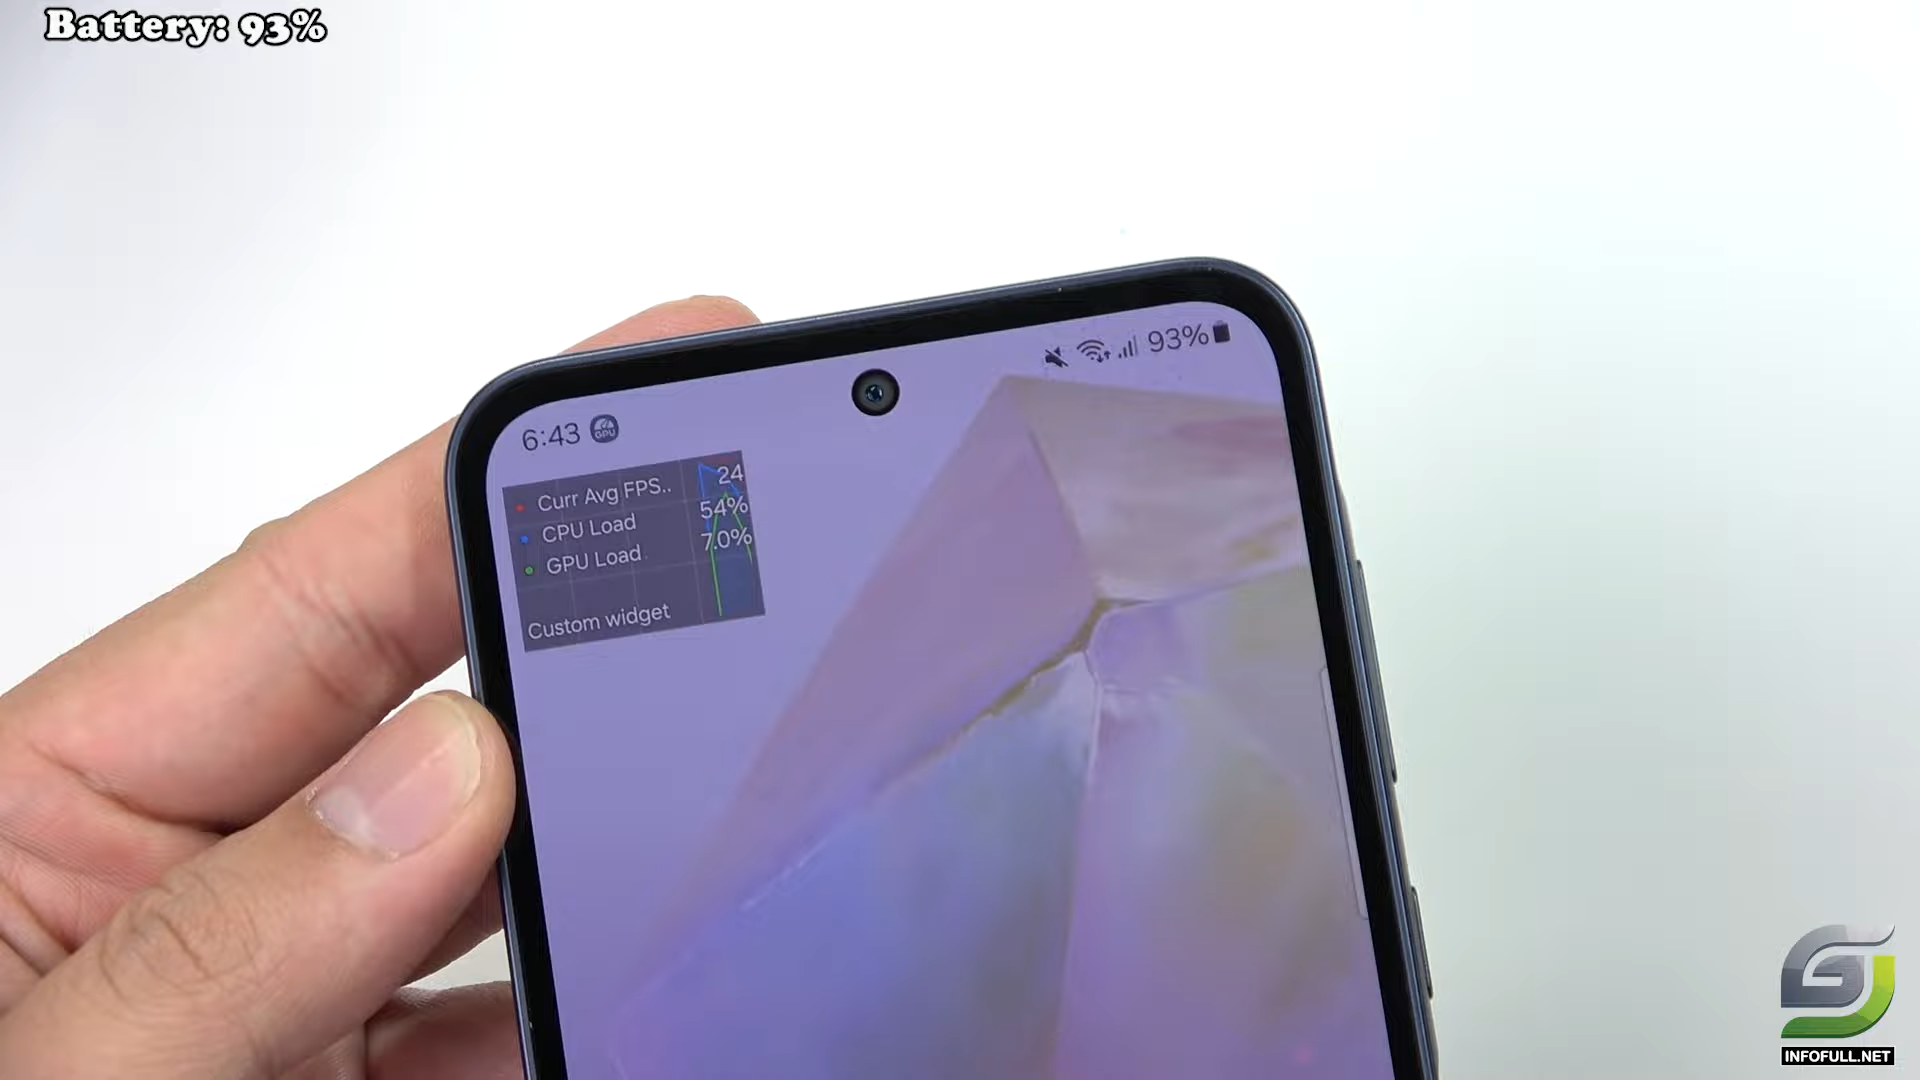 Battery: 93%
93%
6:43
GPU
Curr Avg FPS.. 24
CPU Load 54%
GPU Load 7.0%
Custom widget
INFOFULL.NET